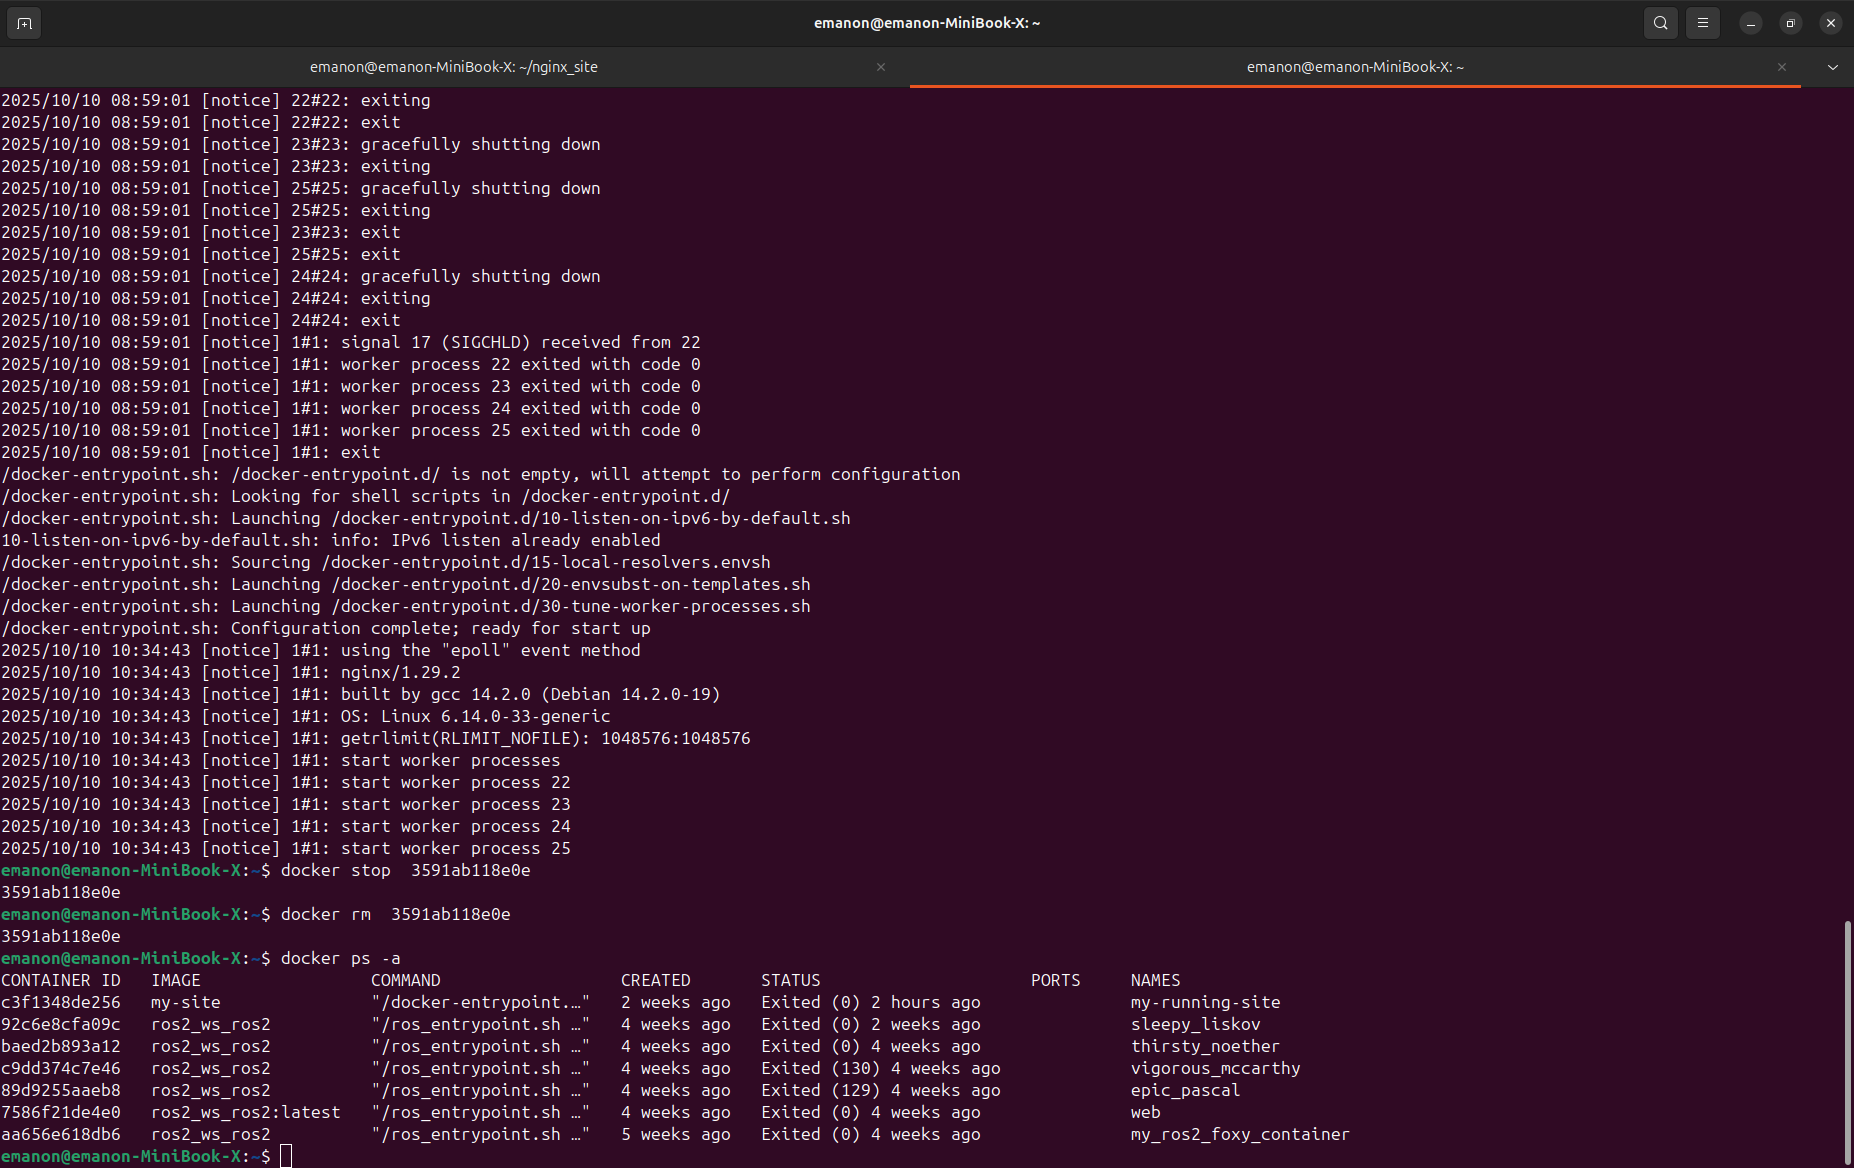 emanon@emanon-MiniBook-X: ~
emanon@emanon-MiniBook-X: ~/nginx_site
emanon@emanon-MiniBook-X: ~
2025/10/10 08:59:01 [notice] 22#22: exiting
2025/10/10 08:59:01 [notice] 22#22: exit
2025/10/10 08:59:01 [notice] 23#23: gracefully shutting down
2025/10/10 08:59:01 [notice] 23#23: exiting
2025/10/10 08:59:01 [notice] 25#25: gracefully shutting down
2025/10/10 08:59:01 [notice] 25#25: exiting
2025/10/10 08:59:01 [notice] 23#23: exit
2025/10/10 08:59:01 [notice] 25#25: exit
2025/10/10 08:59:01 [notice] 24#24: gracefully shutting down
2025/10/10 08:59:01 [notice] 24#24: exiting
2025/10/10 08:59:01 [notice] 24#24: exit
2025/10/10 08:59:01 [notice] 1#1: signal 17 (SIGCHLD) received from 22
2025/10/10 08:59:01 [notice] 1#1: worker process 22 exited with code 0
2025/10/10 08:59:01 [notice] 1#1: worker process 23 exited with code 0
2025/10/10 08:59:01 [notice] 1#1: worker process 24 exited with code 0
2025/10/10 08:59:01 [notice] 1#1: worker process 25 exited with code 0
2025/10/10 08:59:01 [notice] 1#1: exit
/docker-entrypoint.sh: /docker-entrypoint.d/ is not empty, will attempt to perform configuration
/docker-entrypoint.sh: Looking for shell scripts in /docker-entrypoint.d/
/docker-entrypoint.sh: Launching /docker-entrypoint.d/10-listen-on-ipv6-by-default.sh
10-listen-on-ipv6-by-default.sh: info: IPv6 listen already enabled
/docker-entrypoint.sh: Sourcing /docker-entrypoint.d/15-local-resolvers.envsh
/docker-entrypoint.sh: Launching /docker-entrypoint.d/20-envsubst-on-templates.sh
/docker-entrypoint.sh: Launching /docker-entrypoint.d/30-tune-worker-processes.sh
/docker-entrypoint.sh: Configuration complete; ready for start up
2025/10/10 10:34:43 [notice] 1#1: using the "epoll" event method
2025/10/10 10:34:43 [notice] 1#1: nginx/1.29.2
2025/10/10 10:34:43 [notice] 1#1: built by gcc 14.2.0 (Debian 14.2.0-19)
2025/10/10 10:34:43 [notice] 1#1: OS: Linux 6.14.0-33-generic
2025/10/10 10:34:43 [notice] 1#1: getrlimit(RLIMIT_NOFILE): 1048576:1048576
2025/10/10 10:34:43 [notice] 1#1: start worker processes
2025/10/10 10:34:43 [notice] 1#1: start worker process 22
2025/10/10 10:34:43 [notice] 1#1: start worker process 23
2025/10/10 10:34:43 [notice] 1#1: start worker process 24
2025/10/10 10:34:43 [notice] 1#1: start worker process 25
emanon@emanon-MiniBook-X:~$ docker stop  3591ab118e0e
3591ab118e0e
emanon@emanon-MiniBook-X:~$ docker rm  3591ab118e0e
3591ab118e0e
emanon@emanon-MiniBook-X:~$ docker ps -a
CONTAINER ID   IMAGE                 COMMAND                  CREATED       STATUS                     PORTS     NAMES
c3f1348de256   my-site               "/docker-entrypoint.…"   2 weeks ago   Exited (0) 2 hours ago               my-running-site
92c6e8cfa09c   ros2_ws_ros2          "/ros_entrypoint.sh …"   4 weeks ago   Exited (0) 2 weeks ago               sleepy_liskov
baed2b893a12   ros2_ws_ros2          "/ros_entrypoint.sh …"   4 weeks ago   Exited (0) 4 weeks ago               thirsty_noether
c9dd374c7e46   ros2_ws_ros2          "/ros_entrypoint.sh …"   4 weeks ago   Exited (130) 4 weeks ago             vigorous_mccarthy
89d9255aaeb8   ros2_ws_ros2          "/ros_entrypoint.sh …"   4 weeks ago   Exited (129) 4 weeks ago             epic_pascal
7586f21de4e0   ros2_ws_ros2:latest   "/ros_entrypoint.sh …"   4 weeks ago   Exited (0) 4 weeks ago               web
aa656e618db6   ros2_ws_ros2          "/ros_entrypoint.sh …"   5 weeks ago   Exited (0) 4 weeks ago               my_ros2_foxy_container
emanon@emanon-MiniBook-X:~$